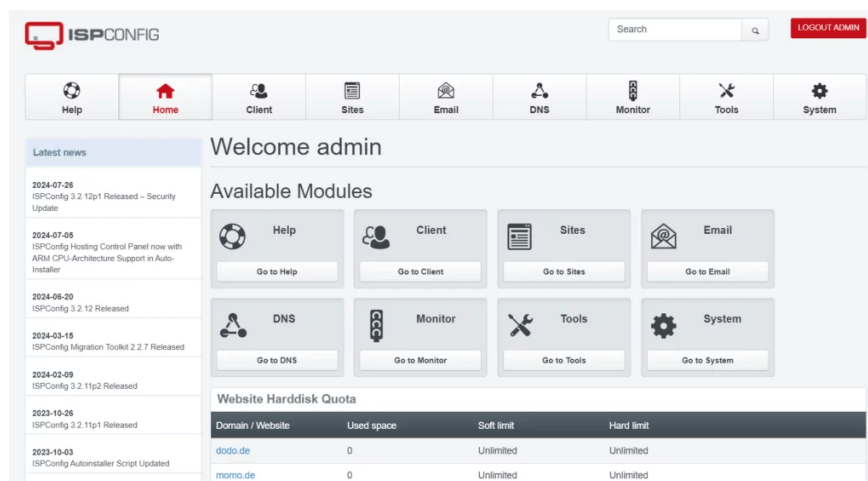 ISPCONFIG
Search
LOGOUT ADMIN
Help
Home
Client
Sites
Email
DNS
Monitor
Tools
System
Latest news
2024-07-26
ISPConfig 3.2.12p1 Released – Security
Update
2024-07-05
ISPConfig Hosting Control Panel now with
ARM CPU-Architecture Support in Auto-
Installer
2024-06-20
ISPConfig 3.2.12 Released
2024-03-15
ISPConfig Migration Toolkit 2.2.7 Released
2024-02-09
ISPConfig 3.2.11p2 Released
2023-10-26
ISPConfig 3.2.11p1 Released
2023-10-03
ISPConfig Autoinstaller Script Updated
Welcome admin
Available Modules
Help
Go to Help
Client
Go to Client
Sites
Go to Sites
Email
Go to Email
DNS
Go to DNS
Monitor
Go to Monitor
Tools
Go to Tools
System
Go to System
Website Harddisk Quota
Domain / Website Used space Soft limit Hard limit
dodo.de 0 Unlimited Unlimited
momo.de 0 Unlimited Unlimited